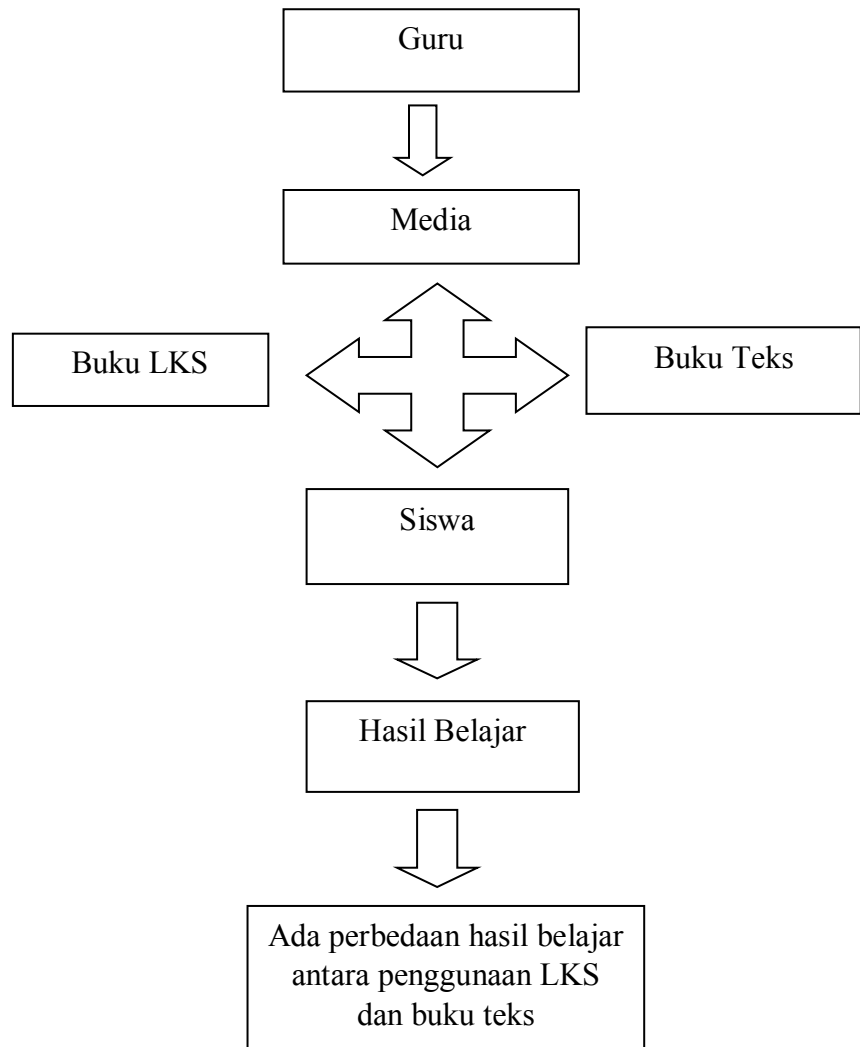 Guru
Media
Buku LKS
Buku Teks
Siswa
Hasil Belajar
Ada perbedaan hasil belajar
antara penggunaan LKS
dan buku teks